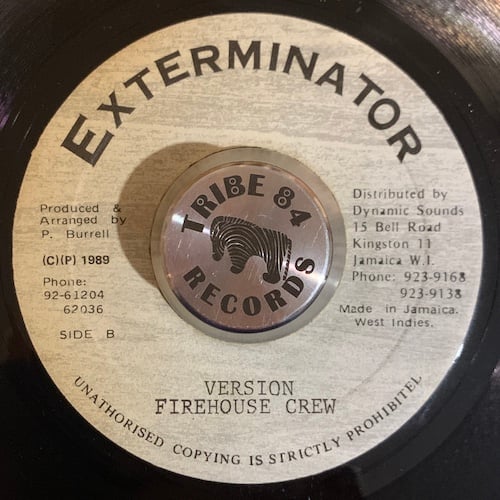 EXTERMINATOR
Produced &
Arranged by
P. Burrell
(C)(P) 1989
Phone:
92-61204
62036
SIDE B
TRIBE 84
RECORDS
Distributed by
Dynamic Sounds
15 Bell Road
Kingston 11
Jamaica W.I.
Phone: 923-9168
923-9138
Made in Jamaica.
West Indies.
VERSION
FIREHOUSE CREW
UNAUTHORISED COPYING IS STRICTLY PROHIBITEL